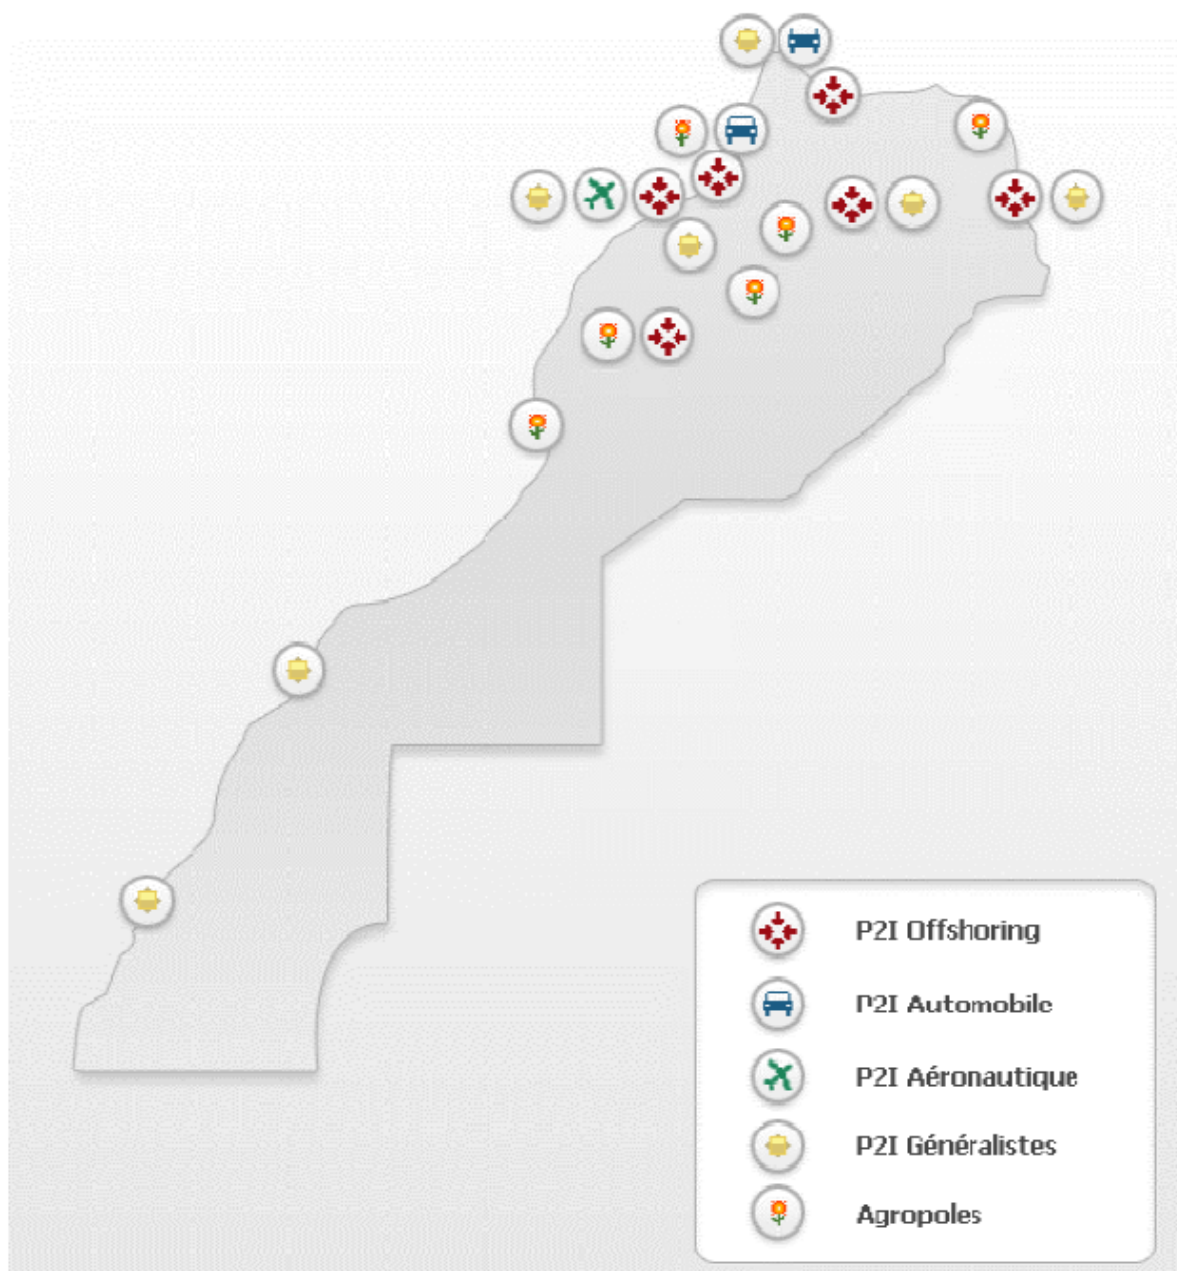 P2I Offshoring
P2I Automobile
P2I Aéronautique
P2I Généralistes
Agropoles